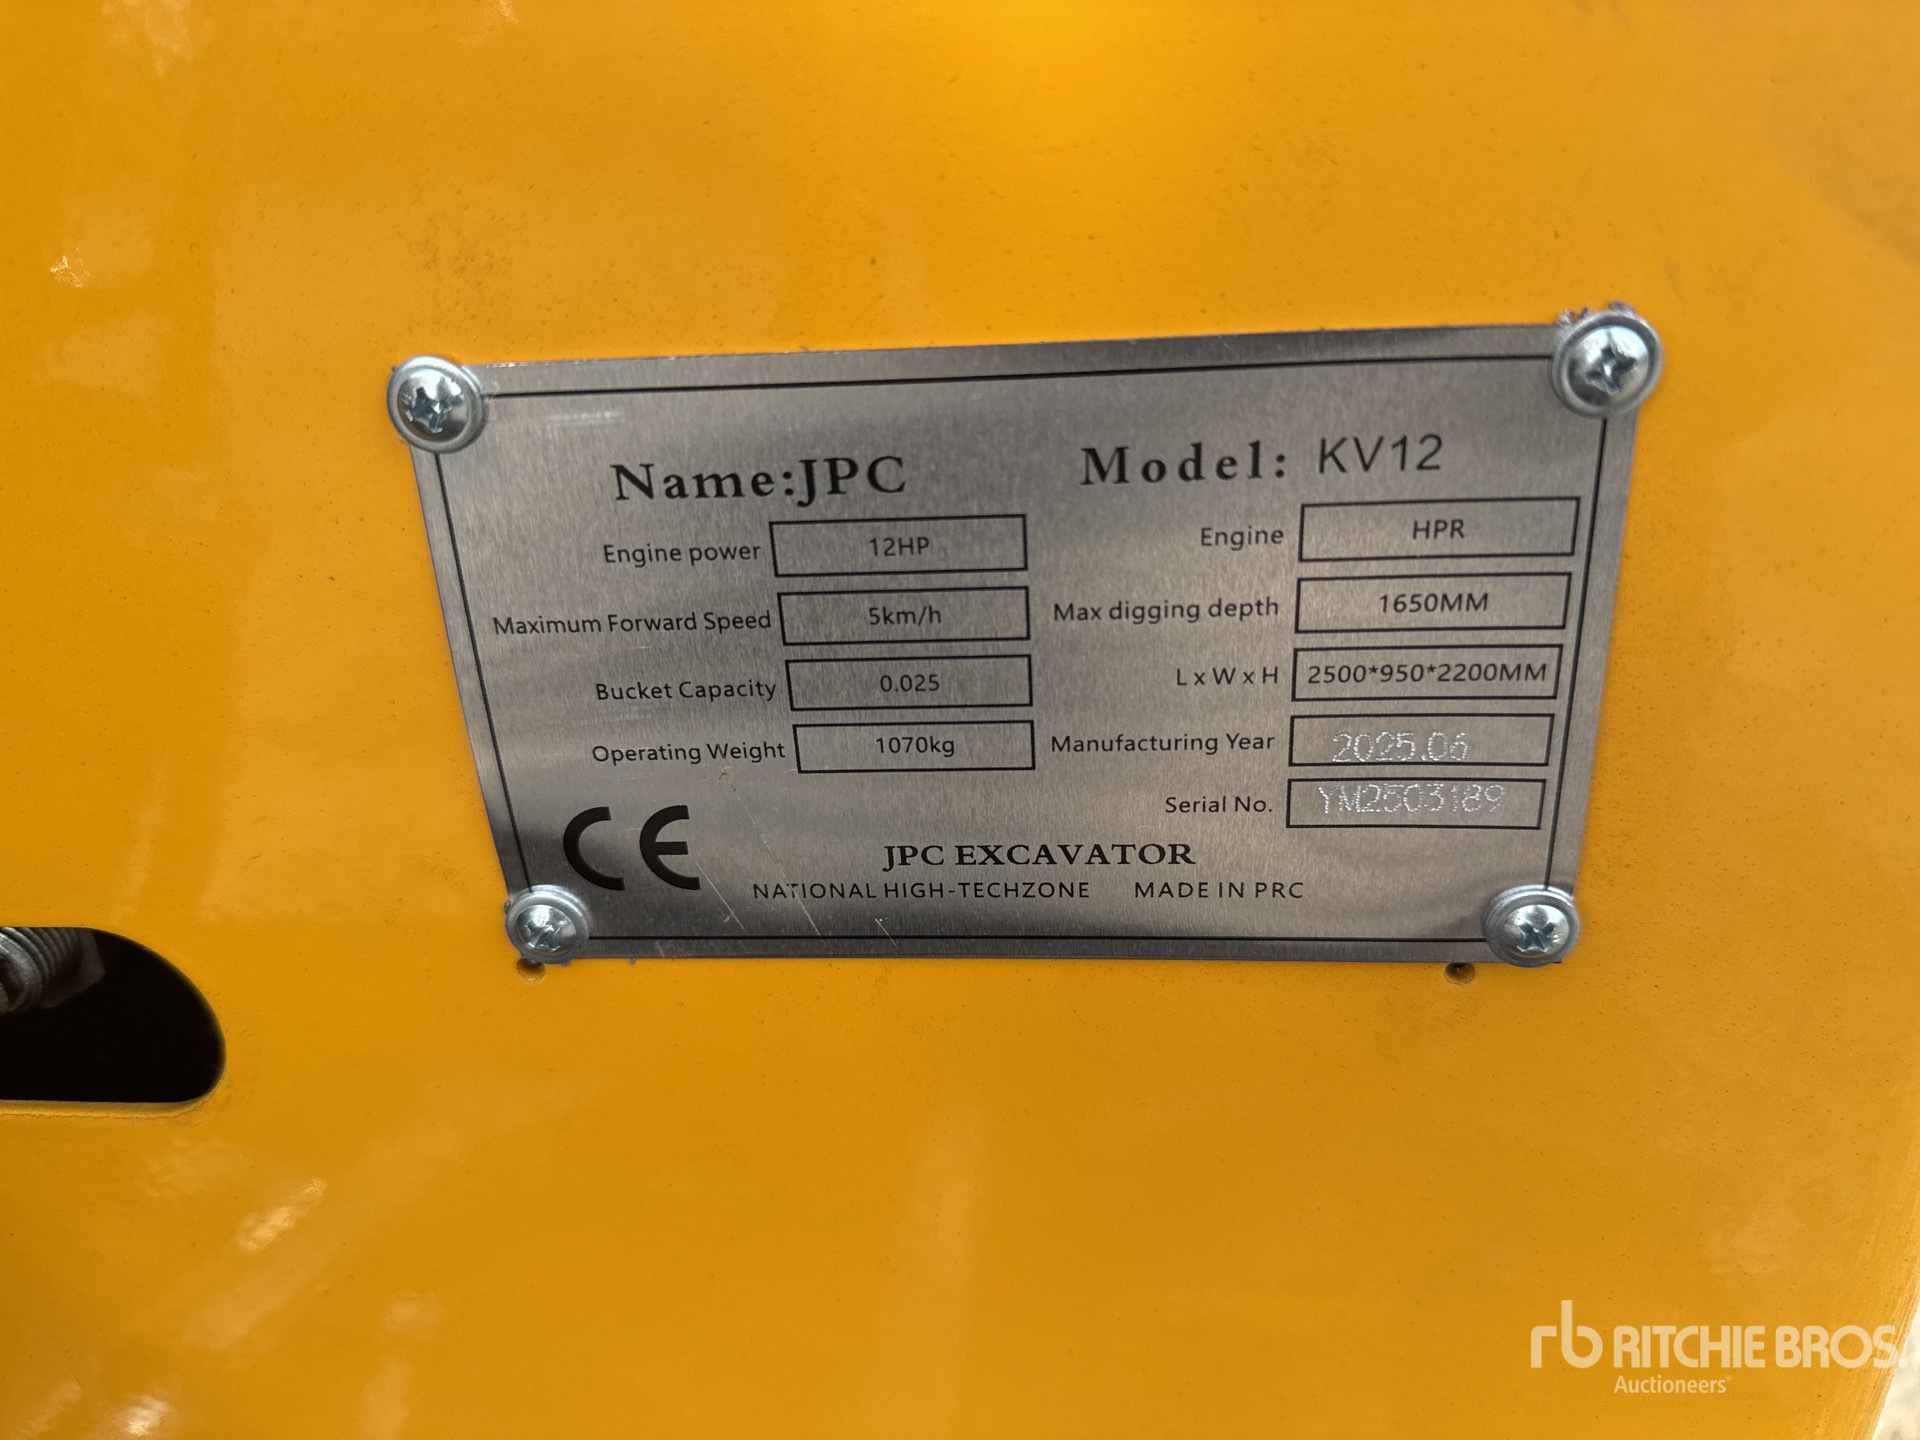 Name:JPC Model: KV12
Engine power 12HP Engine HPR
Maximum Forward Speed 5km/h Max digging depth 1650MM
Bucket Capacity 0.025 L x W x H 2500*950*2200MM
Operating Weight 1070kg Manufacturing Year 2025.06
Serial No. YM2503189
CE JPC EXCAVATOR
NATIONAL HIGH-TECHZONE MADE IN PRC
rb RITCHIE BROS.
Auctioneers